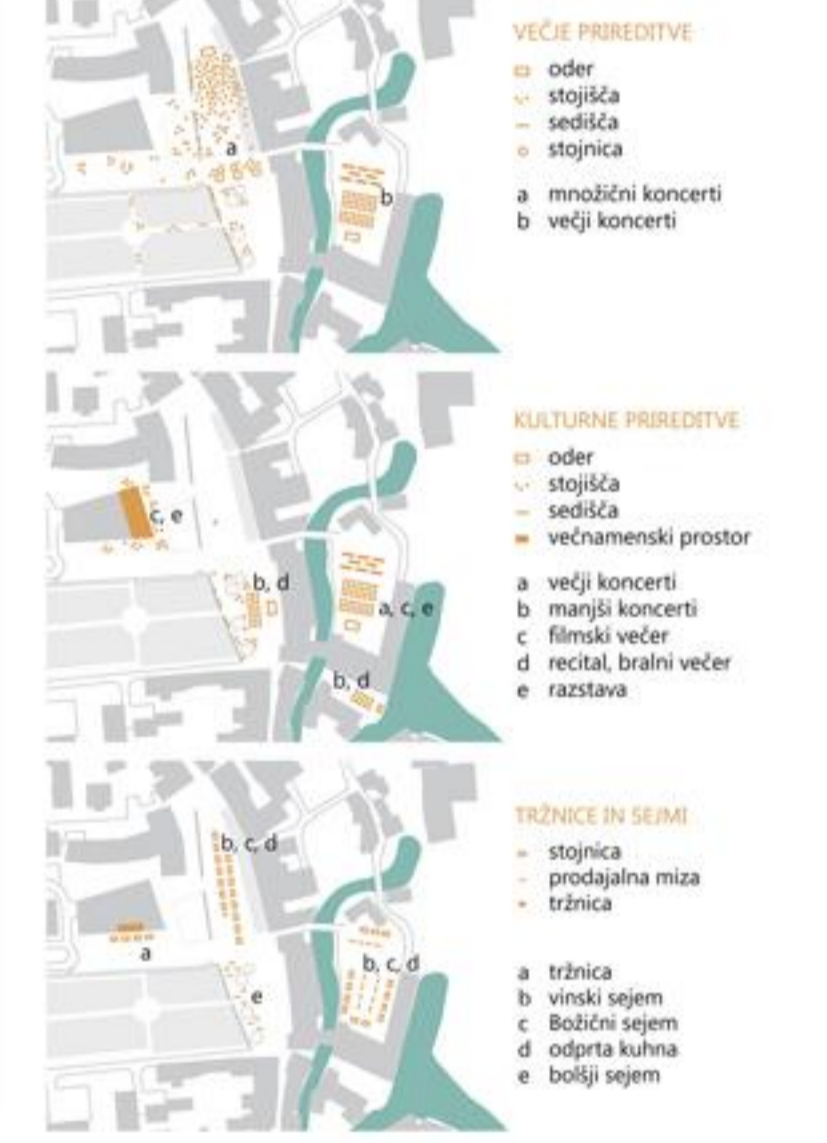 VEČJE PRIREDITVE
oder
stojišča
sedišča
stojnica
a množični koncerti
b večji koncerti
a
b
KULTURNE PRIREDITVE
oder
stojišča
sedišča
večnamenski prostor
a večji koncerti
b manjši koncerti
c filmski večer
d recital, bralni večer
e razstava
c, e
b, d
a, c, e
b, d
TRŽNICE IN SEJMI
stojnica
prodajalna miza
tržnica
a tržnica
b vinski sejem
c Božični sejem
d odprta kuhna
e bolšji sejem
b, c, d
a
b, c, d
e